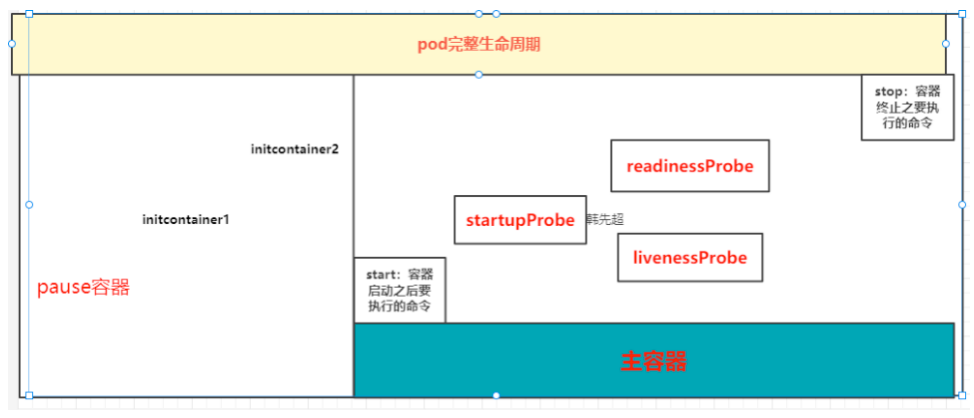 pod完整生命周期
stop：容器
终止之要执
行的命令
initcontainer2
readinessProbe
initcontainer1
startupProbe
韩先超
livenessProbe
start：容器
启动之后要
执行的命令
pause容器
主容器